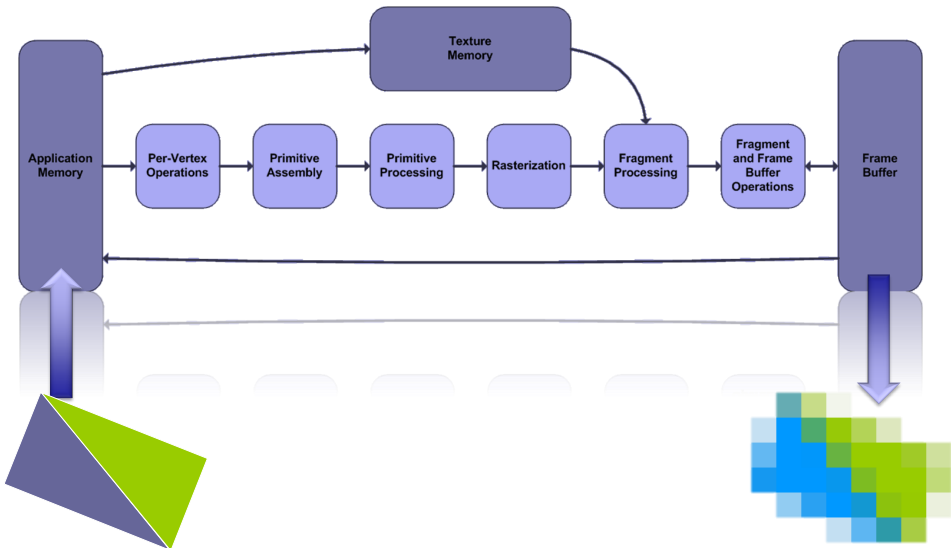 Texture
Memory
Application
Memory
Per-Vertex
Operations
Primitive
Assembly
Primitive
Processing
Rasterization
Fragment
Processing
Fragment
and Frame
Buffer
Operations
Frame
Buffer